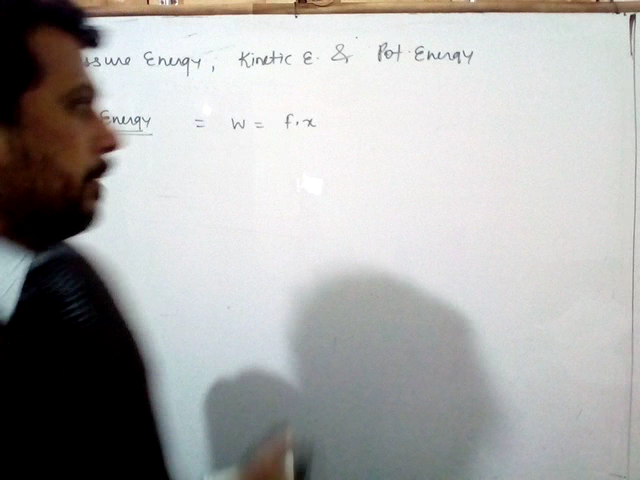 ssure Energy, Kinetic E. & Pot. Energy
Energy = W = f.x